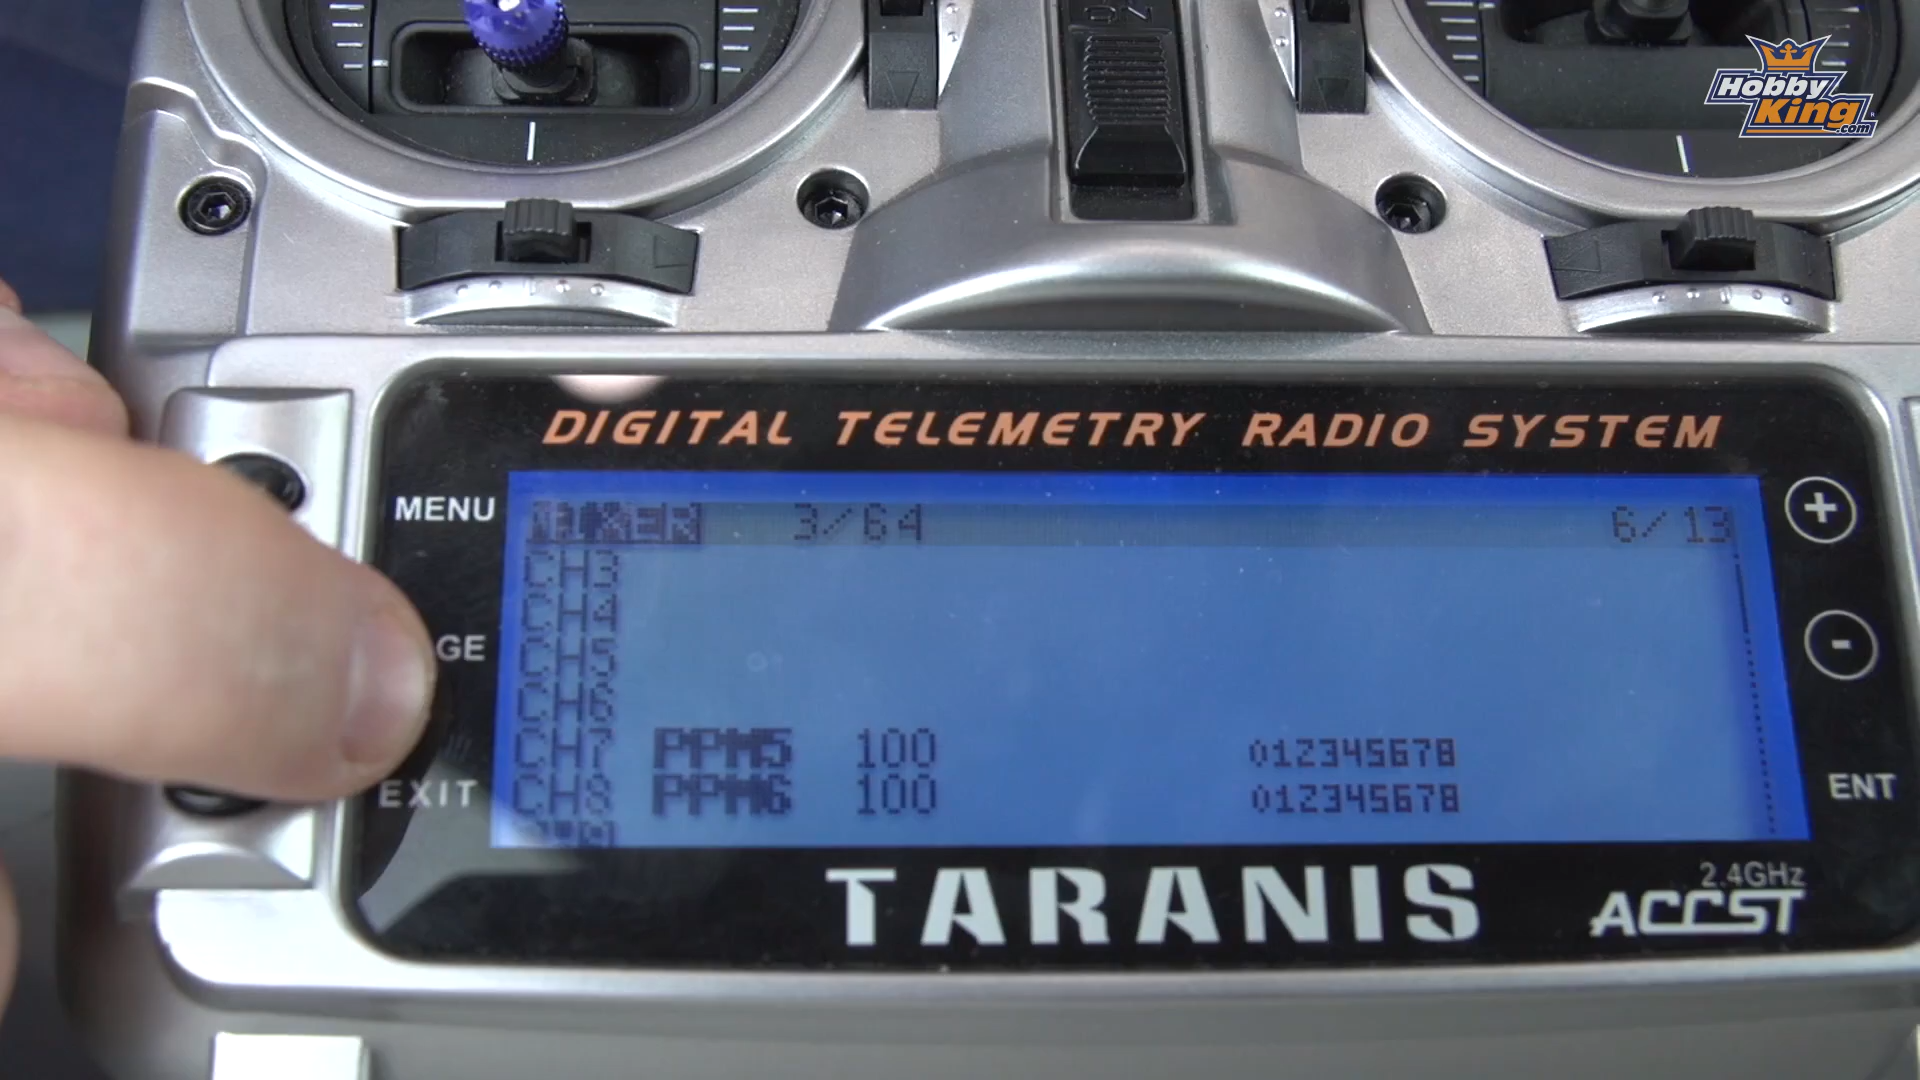 ON
Hobby
King
.com
DIGITAL TELEMETRY RADIO SYSTEM
MENU
MIXER 3/64 6/13
CH3
CH4
CH5
CH6
CH7 PPM5 100 012345678
CH8 PPM6 100 012345678
GE
EXIT
+
-
ENT
TARANIS
2.4GHz
ACCST